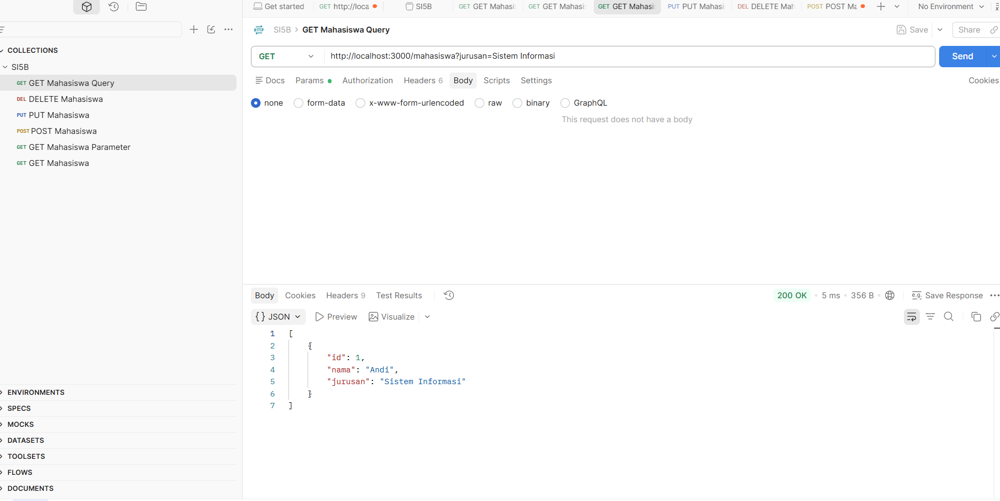 Get started GET http://loca SI5B GET GET Mahasi GET GET Mahasi GET GET Mahasi PUT PUT Mahasi DEL DELETE Mah POST POST Ma No Environment
SI5B > GET Mahasiswa Query Save Share
COLLECTIONS
SI5B
GET GET Mahasiswa Query
DEL DELETE Mahasiswa
PUT PUT Mahasiswa
POST POST Mahasiswa
GET GET Mahasiswa Parameter
GET GET Mahasiswa
ENVIRONMENTS
SPECS
MOCKS
DATASETS
TOOLSETS
FLOWS
DOCUMENTS
HTTP
GET http://localhost:3000/mahasiswa?jurusan=Sistem Informasi Send
Docs Params Authorization Headers 6 Body Scripts Settings Cookies
none form-data x-www-form-urlencoded raw binary GraphQL
This request does not have a body
Body Cookies Headers 9 Test Results 200 OK • 5 ms • 356 B • e.g. Save Response
{} JSON Preview Visualize
1 [
2 {
3 "id": 1,
4 "nama": "Andi",
5 "jurusan": "Sistem Informasi"
6 }
7 ]